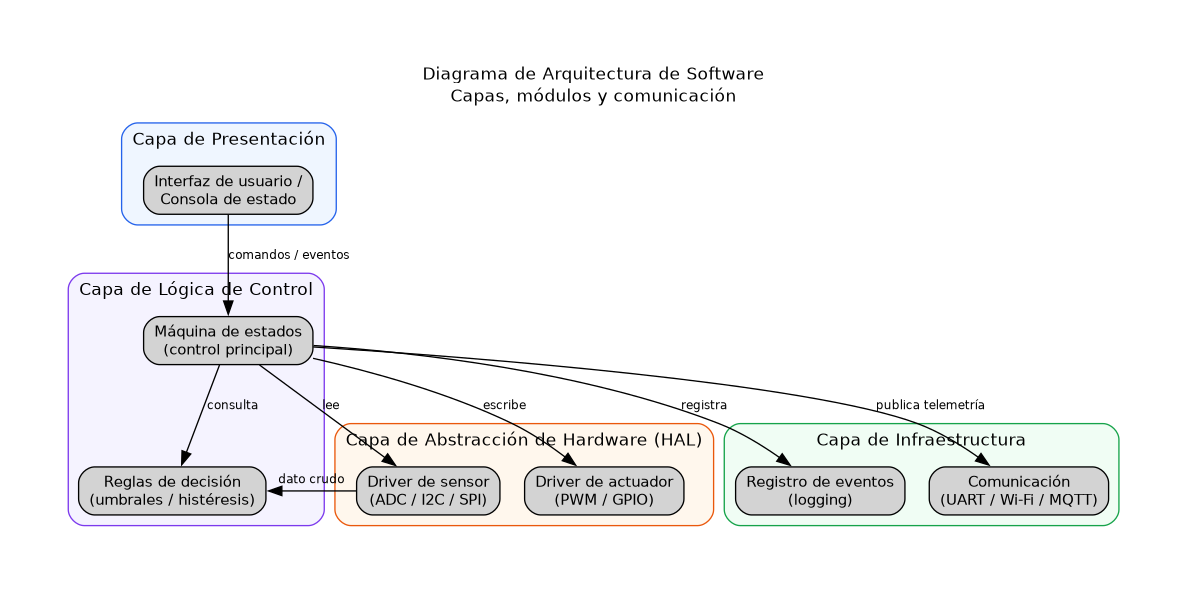 Diagrama de Arquitectura de Software
Capas, módulos y comunicación
Capa de Presentación
Interfaz de usuario /
Consola de estado
comandos / eventos
Capa de Lógica de Control
Máquina de estados
(control principal)
consulta
lee
escribe
registra
publica telemetría
Capa de Abstracción de Hardware (HAL)
Capa de Infraestructura
Reglas de decisión
(umbrales / histéresis)
dato crudo
Driver de sensor
(ADC / I2C / SPI)
Driver de actuador
(PWM / GPIO)
Registro de eventos
(logging)
Comunicación
(UART / Wi-Fi / MQTT)